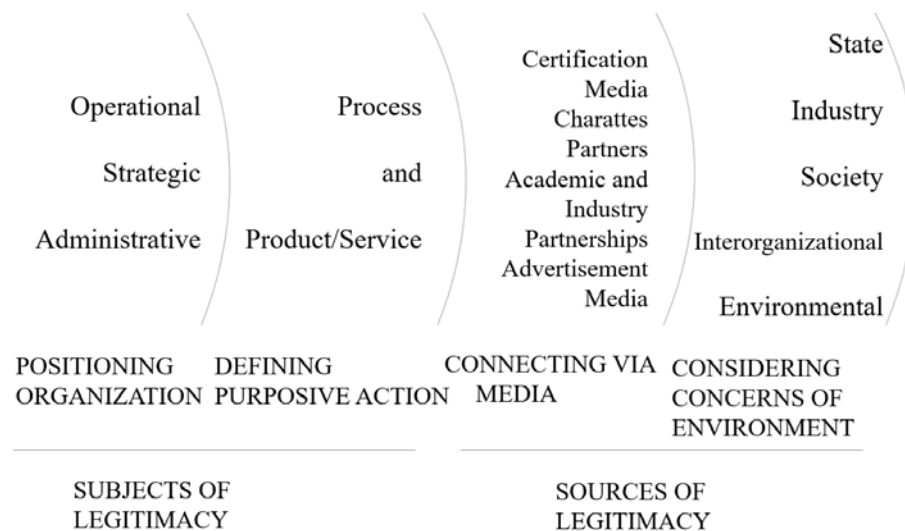 Operational
Strategic
Administrative
Process
and
Product/Service
Certification
Media
Charattes
Partners
Academic and
Industry
Partnerships
Advertisement
Media
State
Industry
Society
Interorganizational
Environmental
POSITIONING
ORGANIZATION
DEFINING
PURPOSIVE ACTION
CONNECTING VIA
MEDIA
CONSIDERING
CONCERNS OF
ENVIRONMENT
SUBJECTS OF
LEGITIMACY
SOURCES OF
LEGITIMACY